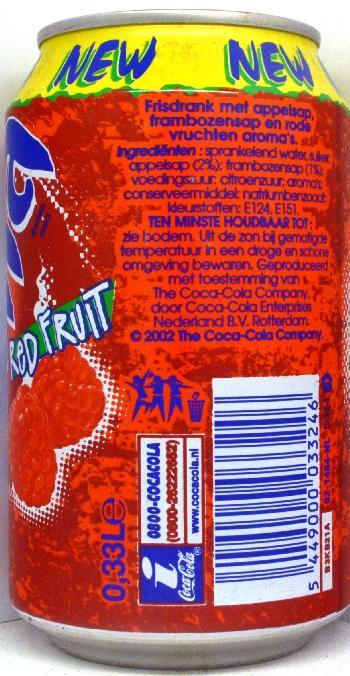 NEW NEW
Frisdrank met appelsap,
frambozensap en rode
vruchten aroma's.
Ingrediënten: sprankelend water, suiker,
appelsap (2%); frambozensap (1%);
voedingszuur: citroenzuur; aroma's;
conserveermiddel: natriumbenzoaat;
kleurstoffen: E124, E151.
TEN MINSTE HOUDBAAR TOT:
zie bodem. Uit de zon bij gematigde
temperatuur in een droge en schone
omgeving bewaren. Geproduceerd
met toestemming van
The Coca-Cola Company,
door Coca-Cola Enterprises
Nederland B.V. Rotterdam.
© 2002 The Coca-Cola Company.
RED FRUIT
0,33L e
i
Coca-Cola®
0800-COCACOLA
(0800-26222652)
www.cocacola.nl
5 449000 033246
B3KB21A